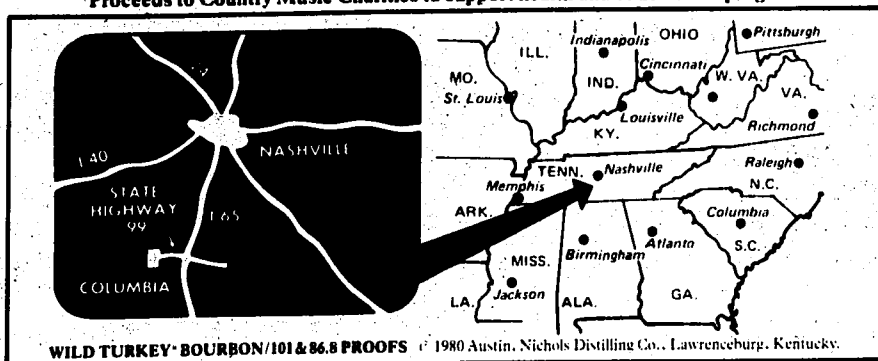 Proceeds to Country Music Charities to support
NASHVILLE
I-40
STATE
HIGHWAY
99
I-65
COLUMBIA
OHIO
Pittsburgh
ILL.
Indianapolis
Cincinnati
MO.
IND.
W. VA.
St. Louis
VA.
Louisville
KY.
Richmond
TENN.
Nashville
Raleigh
Memphis
N.C.
ARK.
Columbia
Birmingham
Atlanta
S.C.
MISS.
Jackson
LA.
ALA.
GA.
WILD TURKEY® BOURBON/101 & 86.8 PROOFS © 1980 Austin, Nichols Distilling Co., Lawrenceburg, Kentucky.